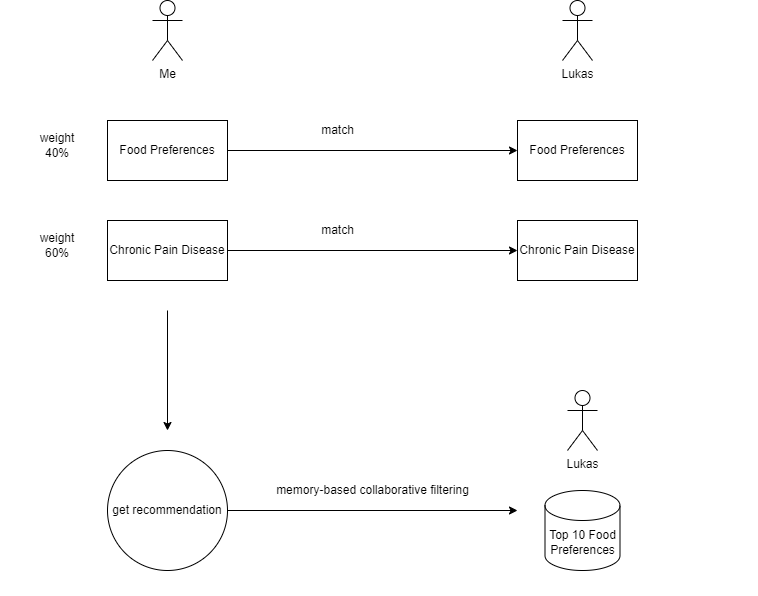 Me
Lukas
weight
40%
Food Preferences
match
Food Preferences
weight
60%
Chronic Pain Disease
match
Chronic Pain Disease
Lukas
get recommendation
memory-based collaborative filtering
Top 10 Food
Preferences